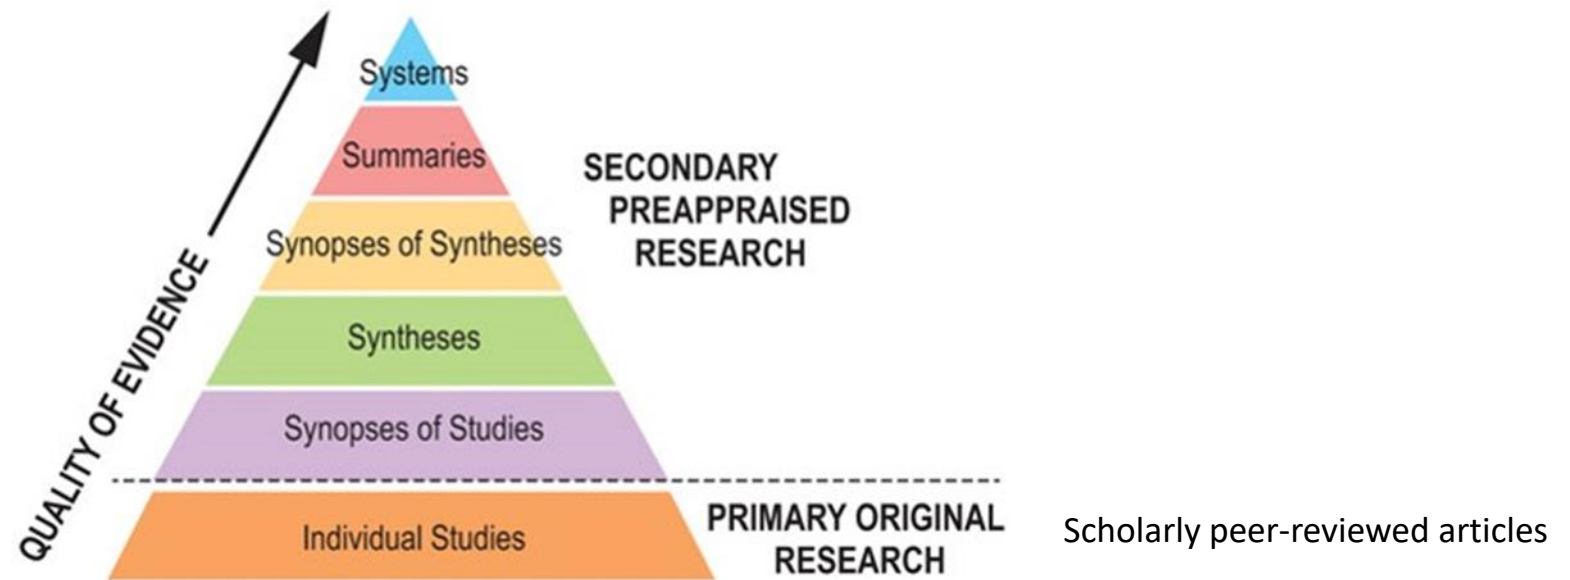 Systems
Summaries
Synopses of Syntheses
Syntheses
Synopses of Studies
Individual Studies
QUALITY OF EVIDENCE
SECONDARY
PREAPPRAISED
RESEARCH
PRIMARY ORIGINAL
RESEARCH
Scholarly peer-reviewed articles